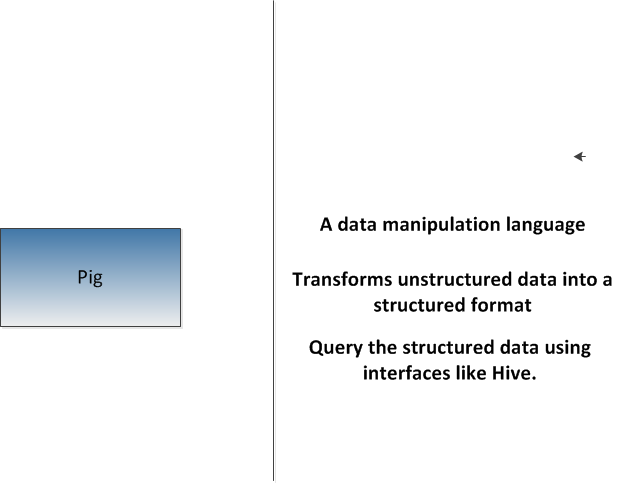 Pig
A data manipulation language
Transforms unstructured data into a
structured format
Query the structured data using
interfaces like Hive.